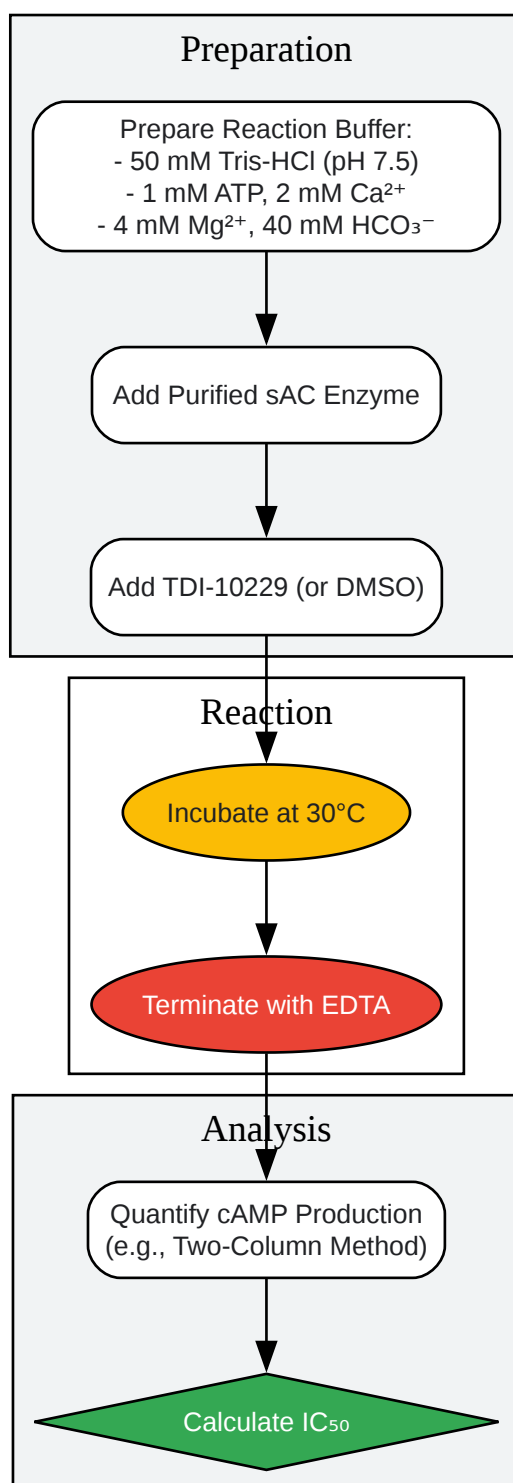 Preparation
Prepare Reaction Buffer:
- 50 mM Tris-HCl (pH 7.5)
- 1 mM ATP, 2 mM Ca²⁺
- 4 mM Mg²⁺, 40 mM HCO₃⁻
Add Purified sAC Enzyme
Add TDI-10229 (or DMSO)
Reaction
Incubate at 30°C
Terminate with EDTA
Analysis
Quantify cAMP Production
(e.g., Two-Column Method)
Calculate IC₅₀